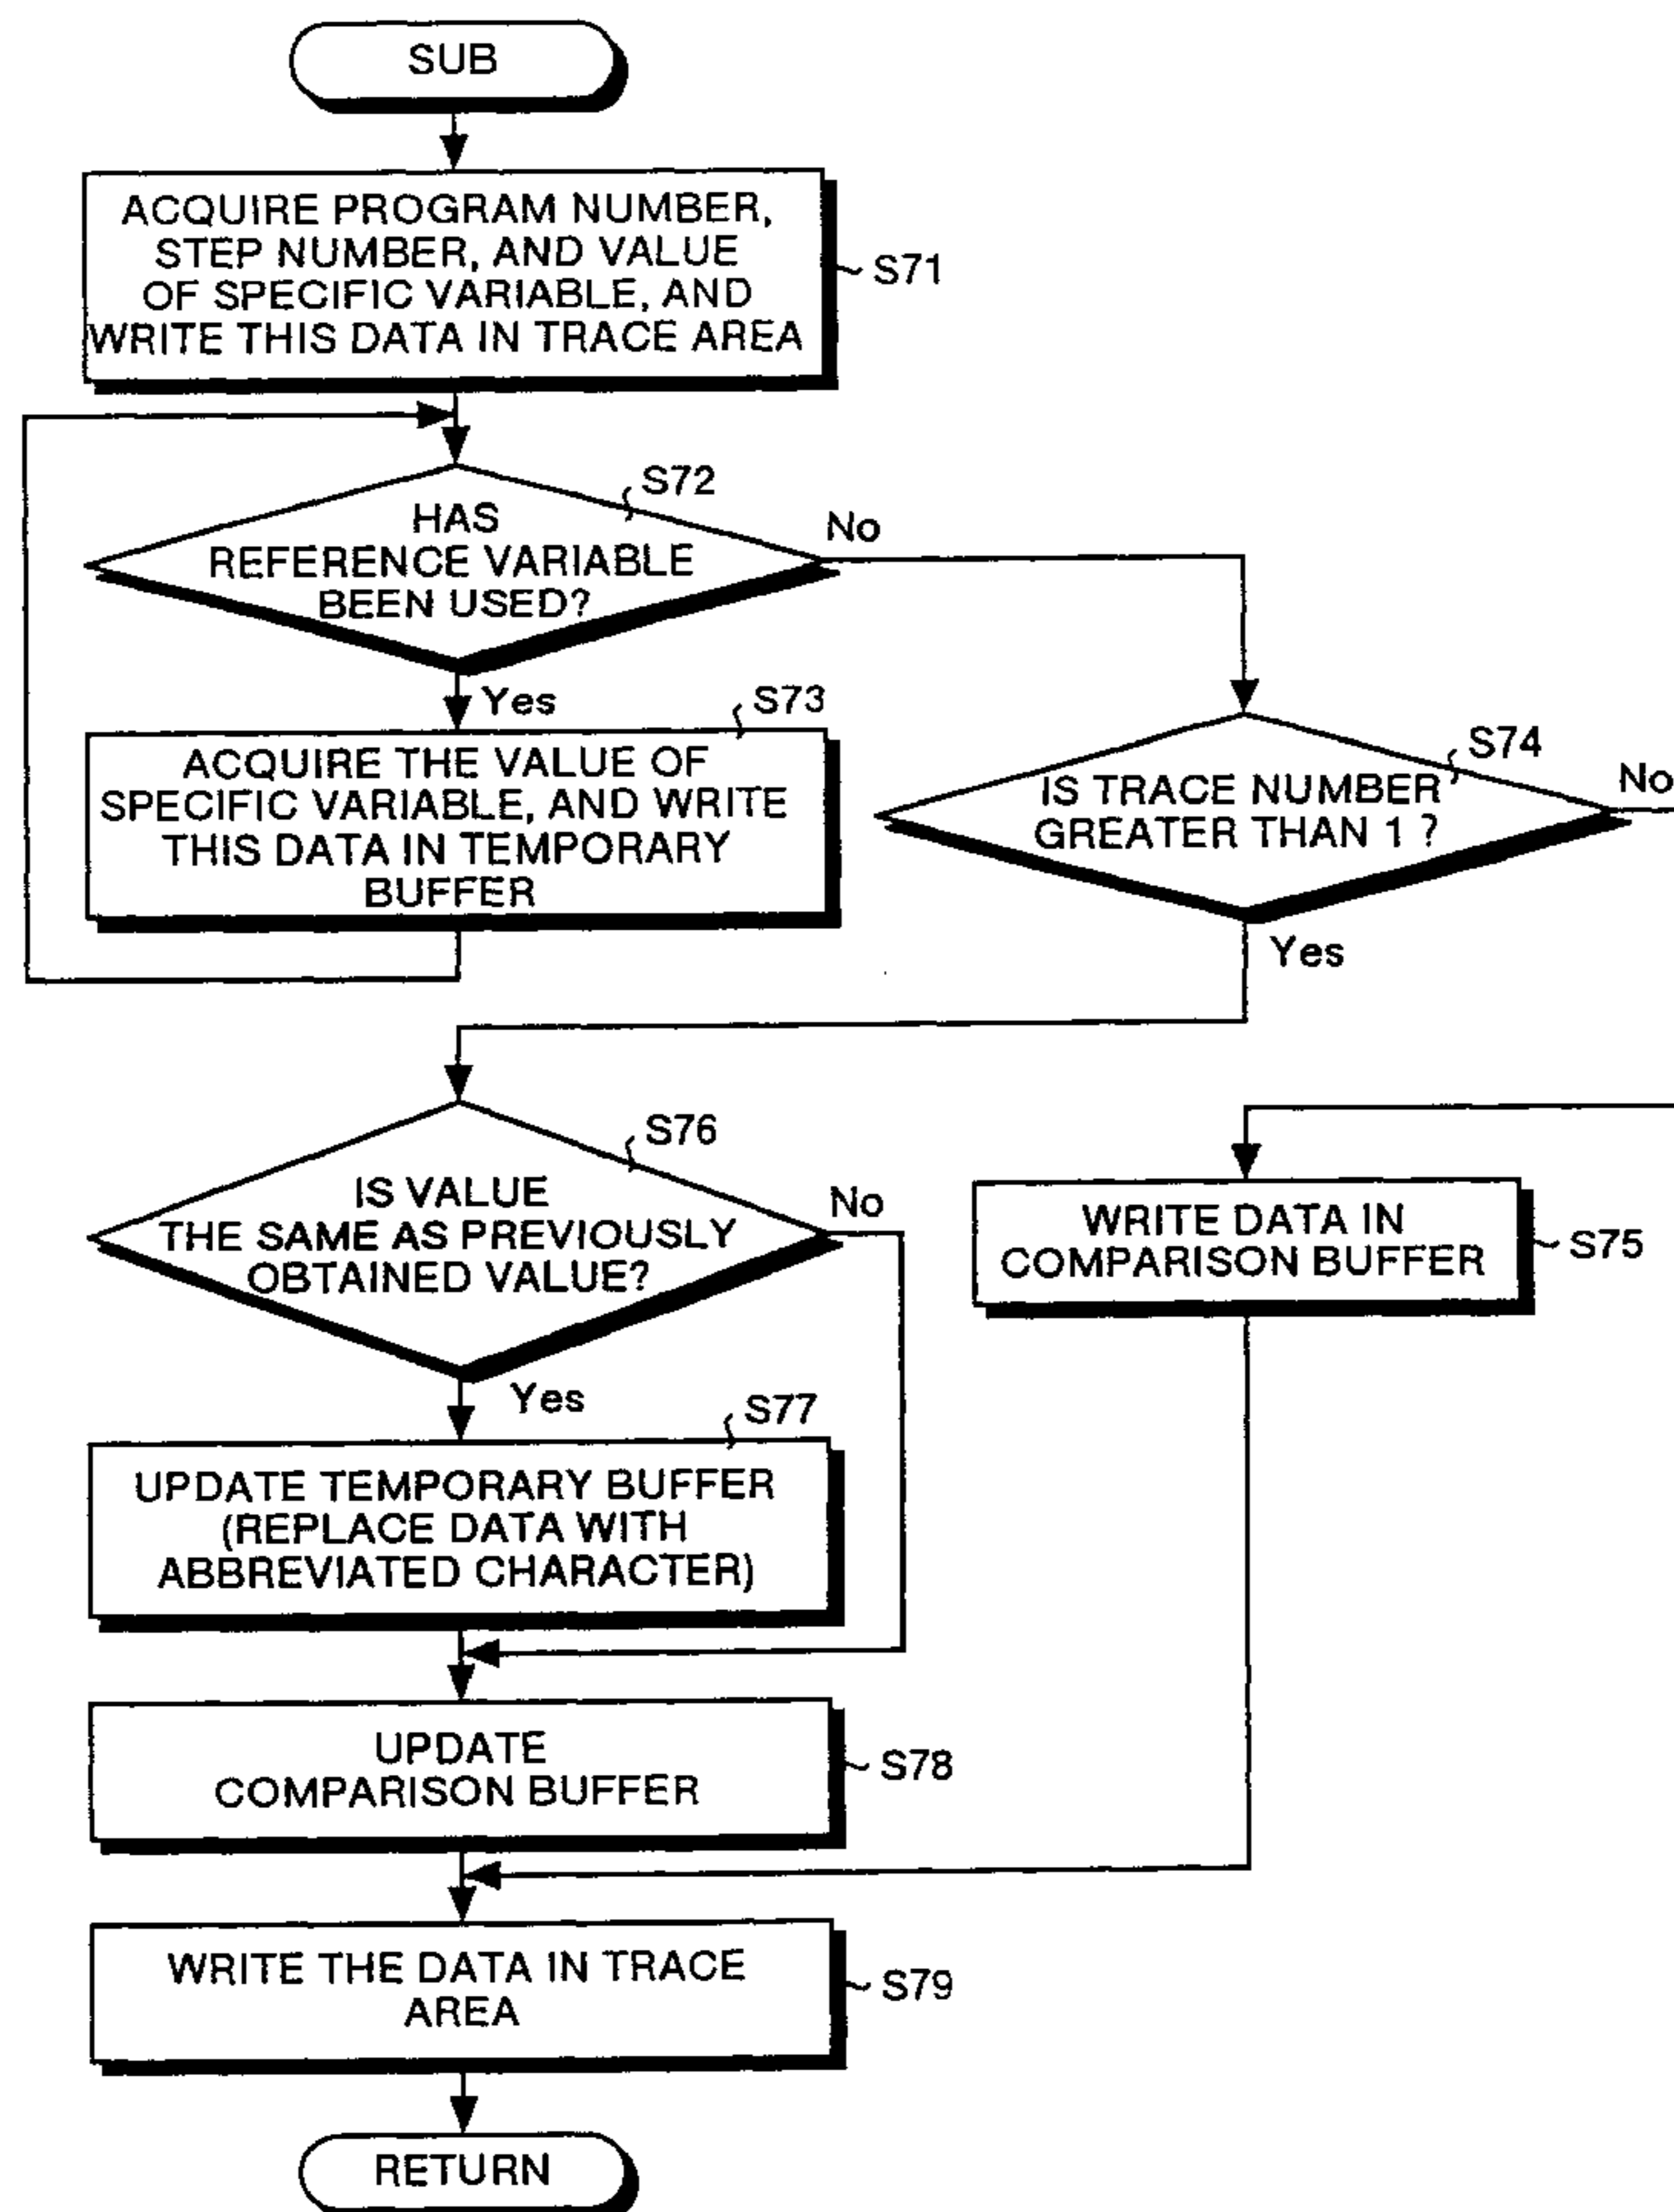 SUB
ACQUIRE PROGRAM NUMBER,
STEP NUMBER, AND VALUE
OF SPECIFIC VARIABLE, AND
WRITE THIS DATA IN TRACE AREA
S71
S72
HAS
REFERENCE VARIABLE
BEEN USED?
No
Yes
S73
ACQUIRE THE VALUE OF
SPECIFIC VARIABLE, AND WRITE
THIS DATA IN TEMPORARY
BUFFER
S74
IS TRACE NUMBER
GREATER THAN 1 ?
No
Yes
S76
IS VALUE
THE SAME AS PREVIOUSLY
OBTAINED VALUE?
No
Yes
WRITE DATA IN
COMPARISON BUFFER
S75
S77
UPDATE TEMPORARY BUFFER
(REPLACE DATA WITH
ABBREVIATED CHARACTER)
UPDATE
COMPARISON BUFFER
S78
WRITE THE DATA IN TRACE
AREA
S79
RETURN